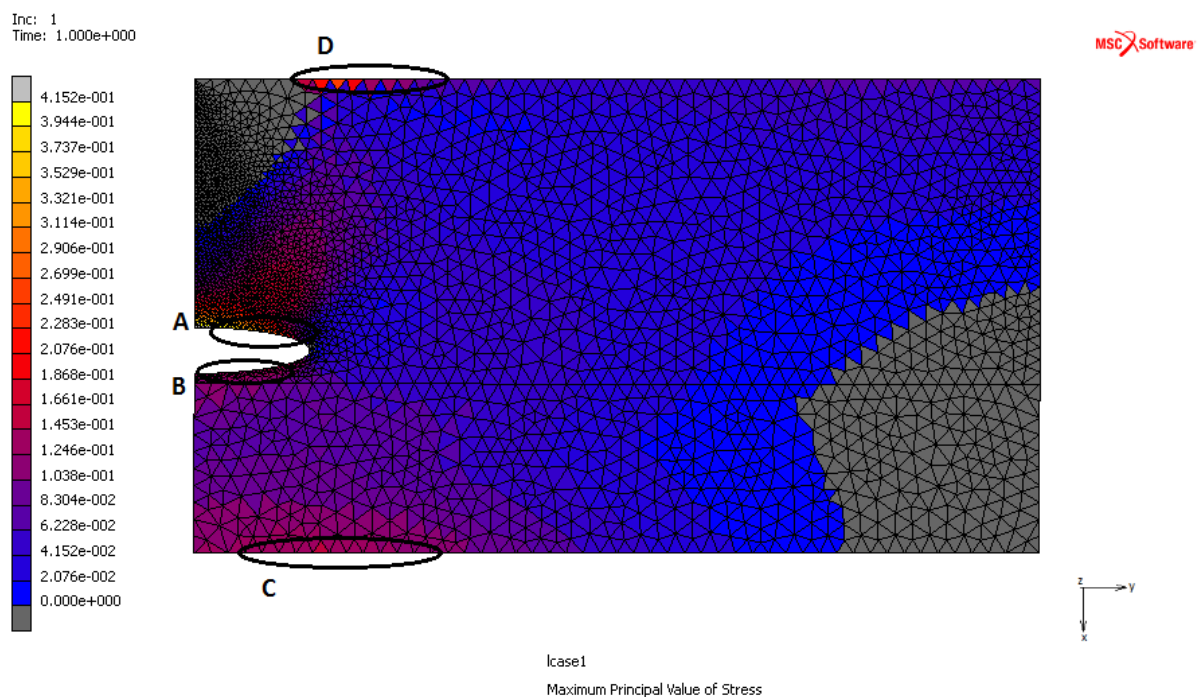 Inc: 1
Time: 1.000e+000
D
MSC Software
4.152e-001
3.944e-001
3.737e-001
3.529e-001
3.321e-001
3.114e-001
2.906e-001
2.699e-001
2.491e-001
2.283e-001
2.076e-001
1.868e-001
1.661e-001
1.453e-001
1.246e-001
1.038e-001
8.304e-002
6.228e-002
4.152e-002
2.076e-002
0.000e+000
A
B
C
z
y
x
lcase1
Maximum Principal Value of Stress